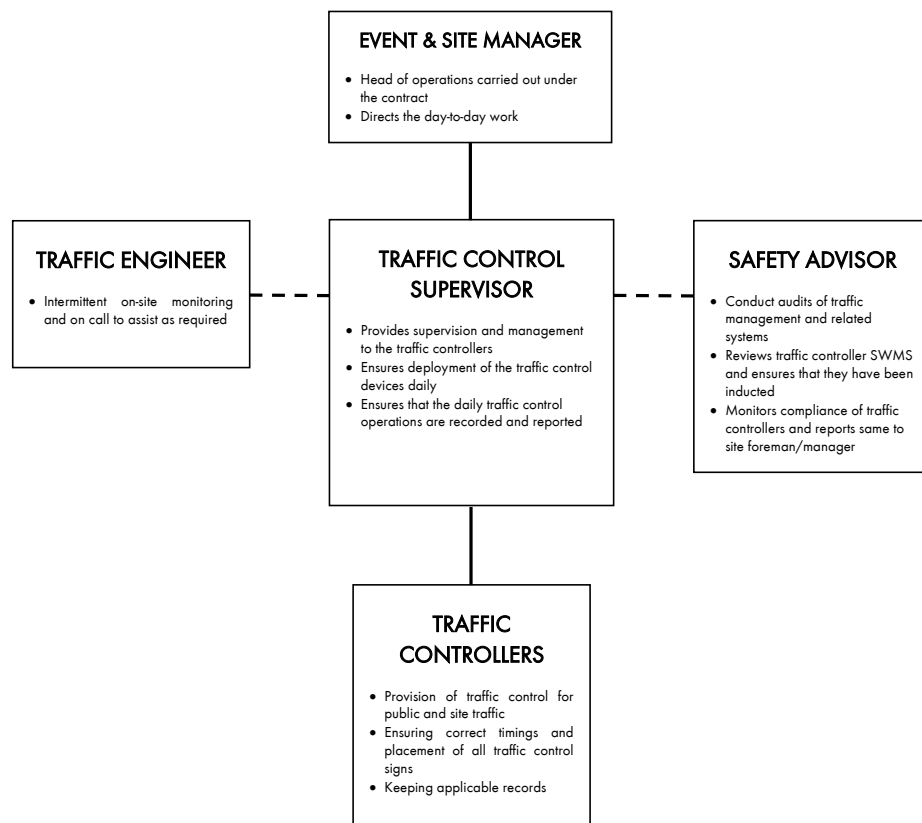 EVENT & SITE MANAGER
• Head of operations carried out under
the contract
• Directs the day-to-day work
TRAFFIC ENGINEER
• Intermittent on-site monitoring
and on call to assist as required
TRAFFIC CONTROL
SUPERVISOR
• Provides supervision and management
to the traffic controllers
• Ensures deployment of the traffic control
devices daily
• Ensures that the daily traffic control
operations are recorded and reported
SAFETY ADVISOR
• Conduct audits of traffic
management and related
systems
• Reviews traffic controller SWMS
and ensures that they have been
inducted
• Monitors compliance of traffic
controllers and reports same to
site foreman/manager
TRAFFIC
CONTROLLERS
• Provision of traffic control for
public and site traffic
• Ensuring correct timings and
placement of all traffic control
signs
• Keeping applicable records